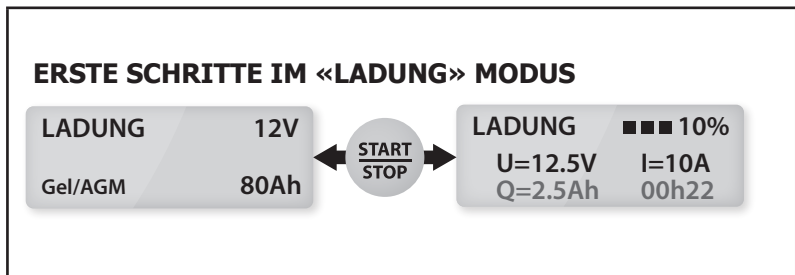 ERSTE SCHRITTE IM «LADUNG» MODUS
LADUNG 12V
Gel/AGM 80Ah
START
STOP
LADUNG ■■■ 10%
U=12.5V I=10A
Q=2.5Ah 00h22